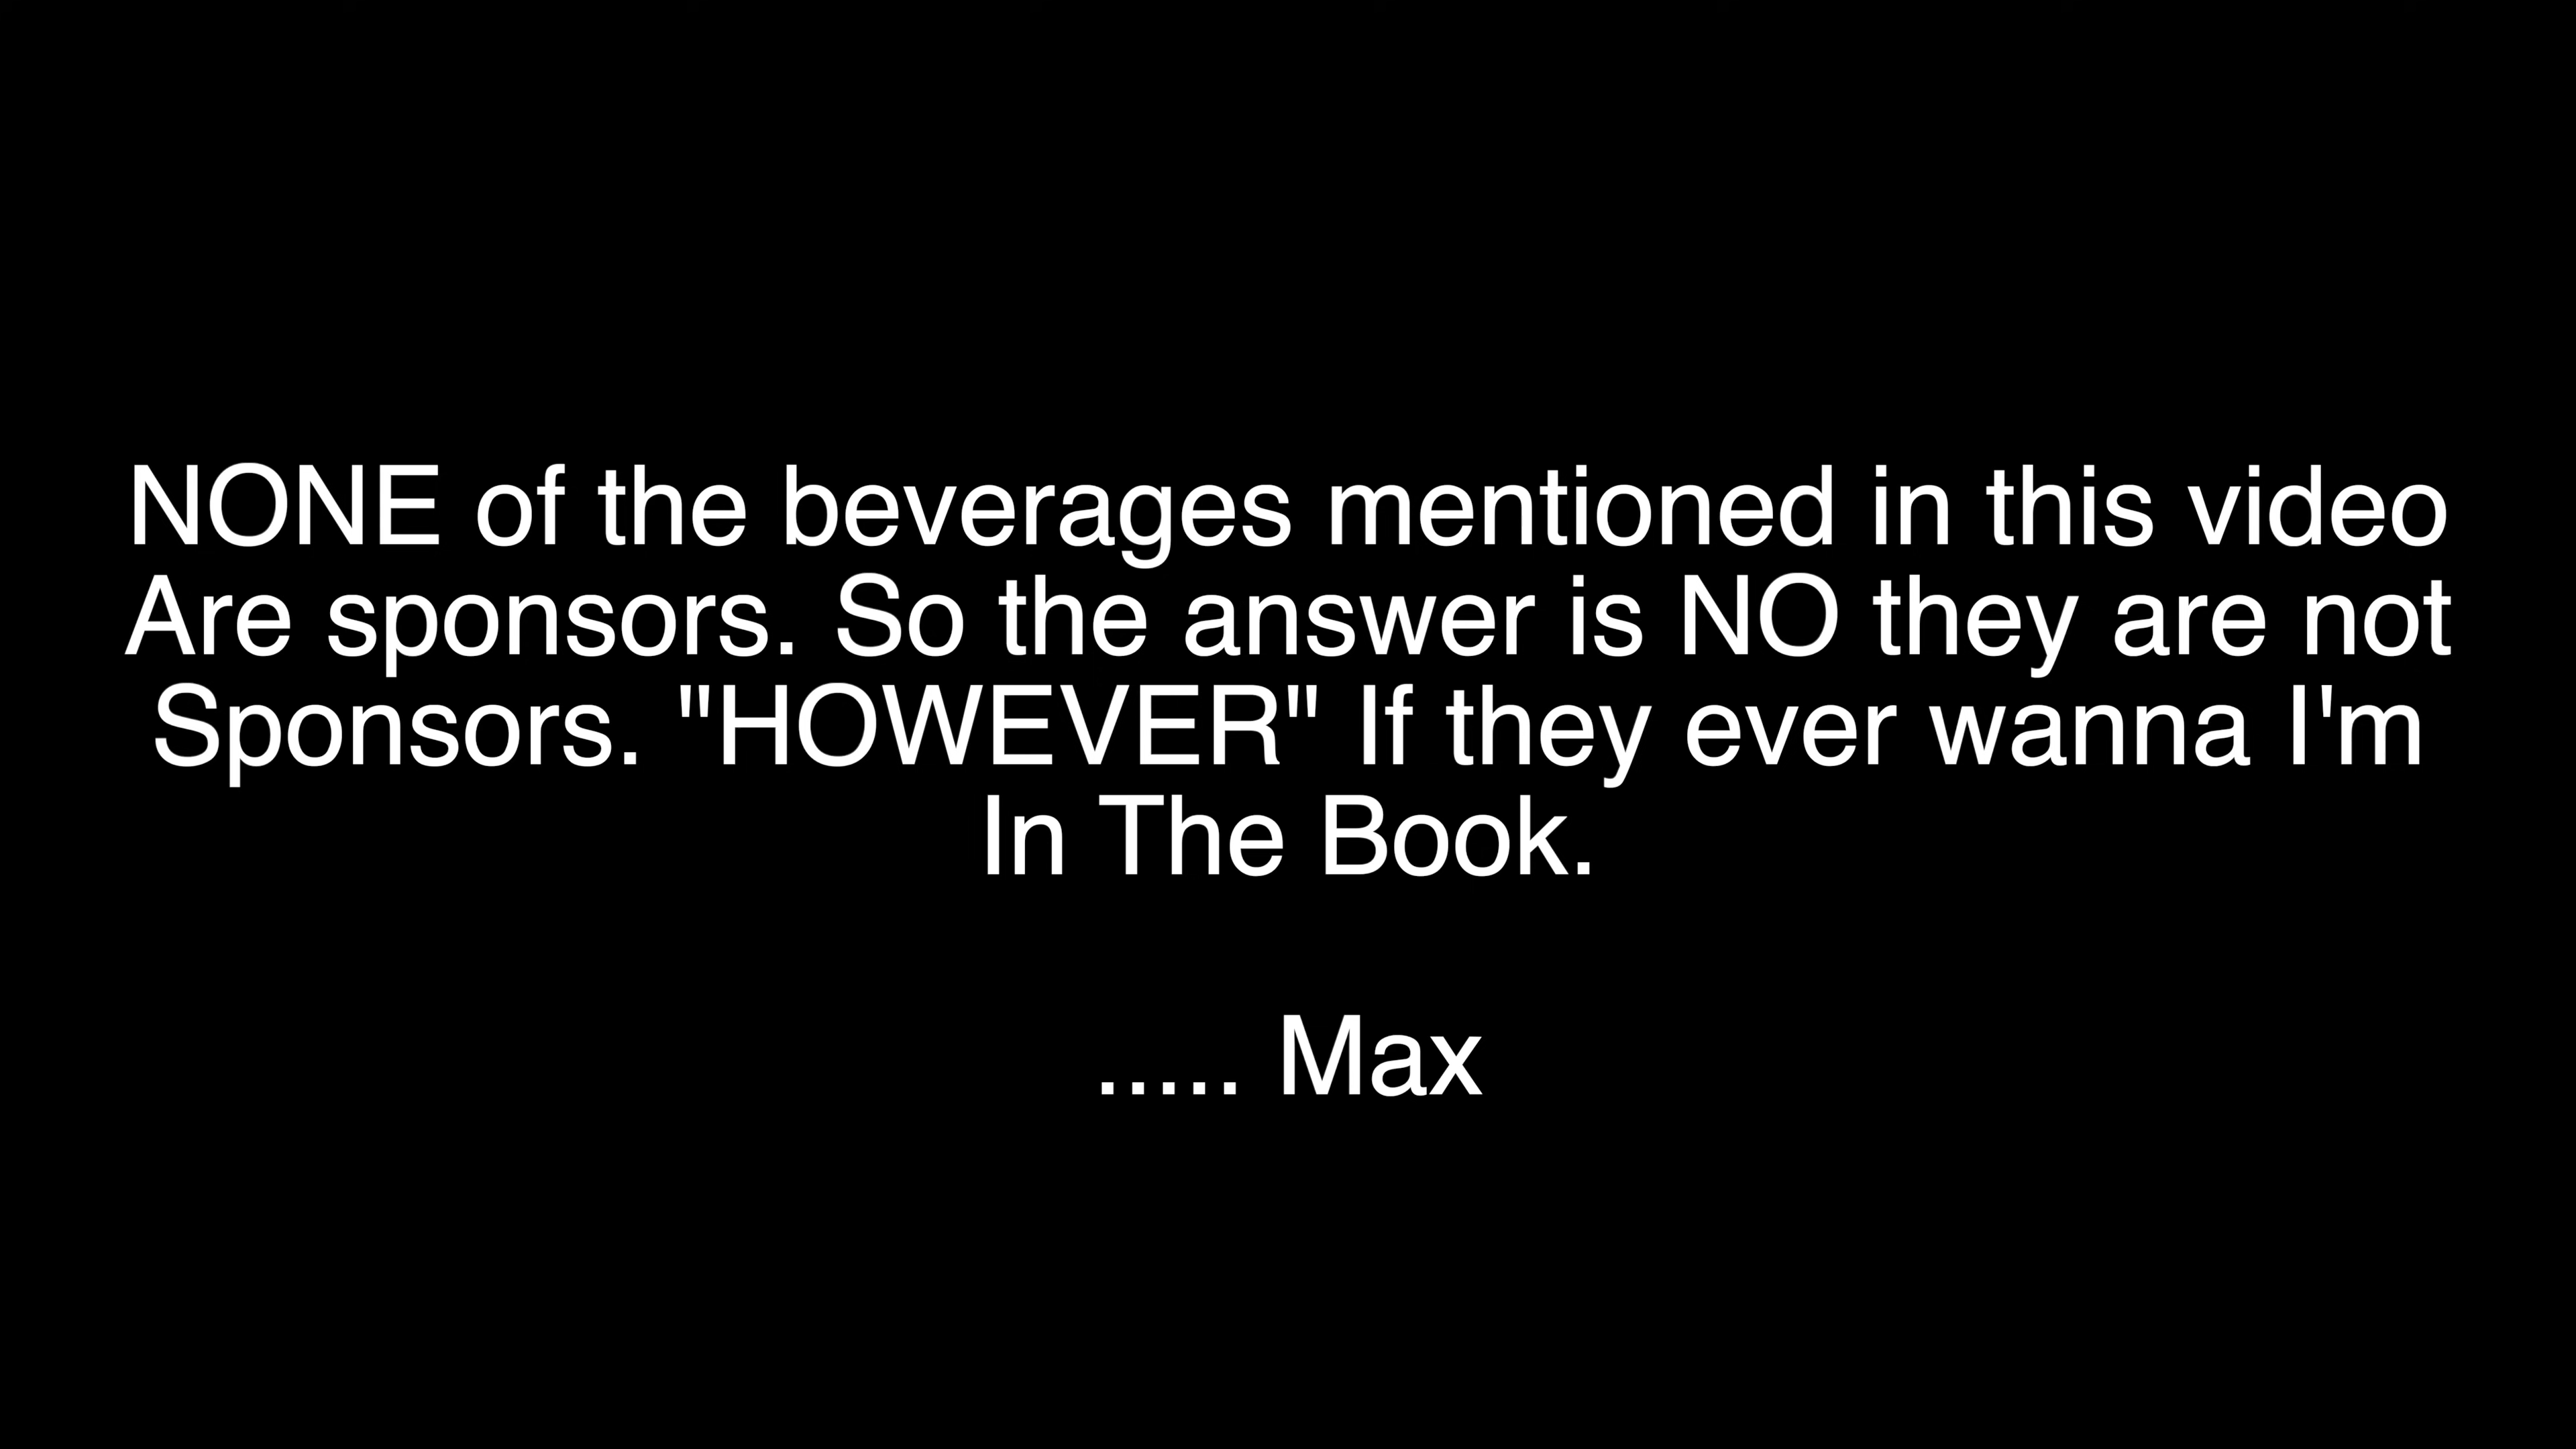 NONE of the beverages mentioned in this video
Are sponsors. So the answer is NO they are not
Sponsors. "HOWEVER" If they ever wanna I'm
In The Book.
..... Max